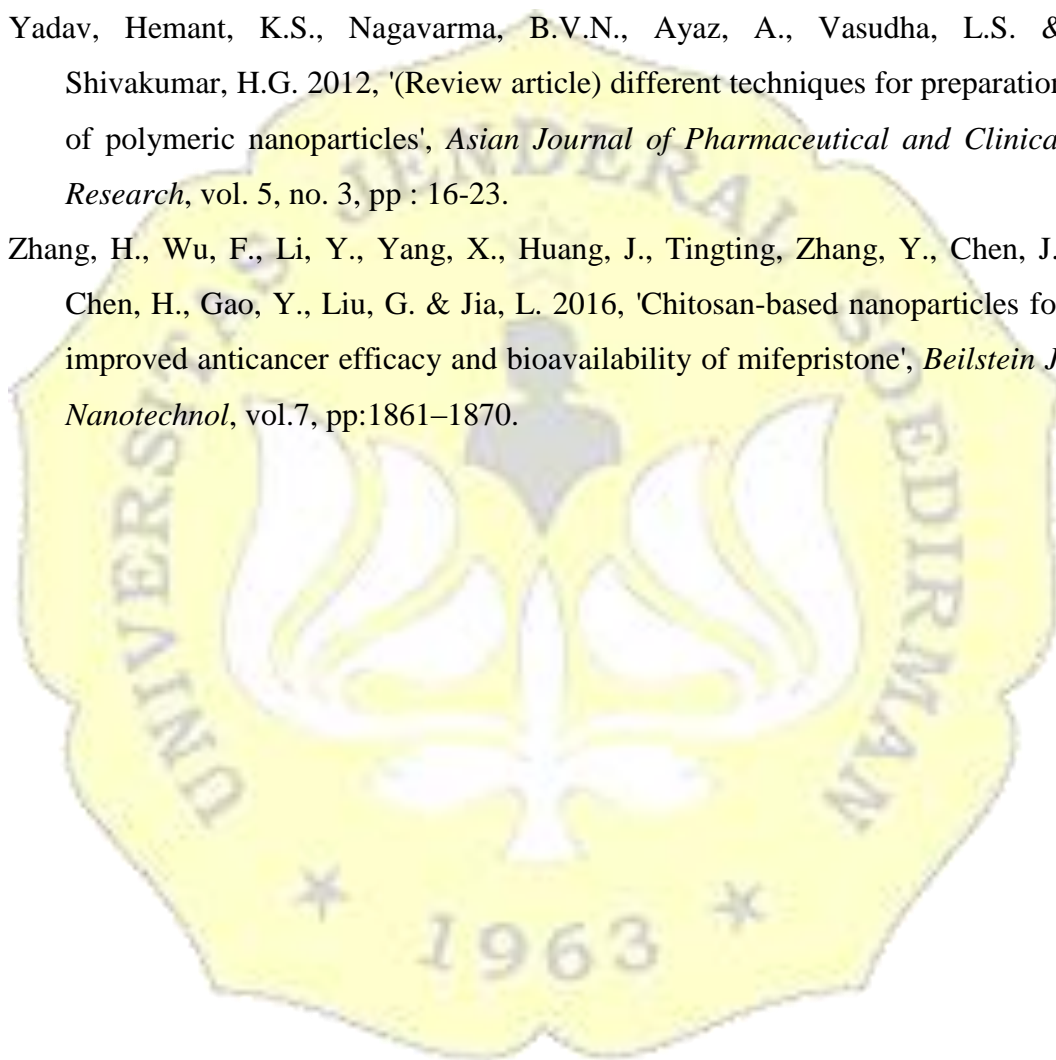 Yadav, Hemant, K.S., Nagavarma, B.V.N., Ayaz, A., Vasudha, L.S. &
Shivakumar, H.G. 2012, '(Review article) different techniques for preparation
of polymeric nanoparticles', Asian Journal of Pharmaceutical and Clinica
Research, vol. 5, no. 3, pp : 16-23.
Zhang, H., Wu, F., Li, Y., Yang, X., Huang, J., Tingting, Zhang, Y., Chen, J.
Chen, H., Gao, Y., Liu, G. & Jia, L. 2016, 'Chitosan-based nanoparticles fo
improved anticancer efficacy and bioavailability of mifepristone', Beilstein J
Nanotechnol, vol.7, pp:1861–1870.
UNIVERSITAS JENDERAL SOEDIRMAN
1963